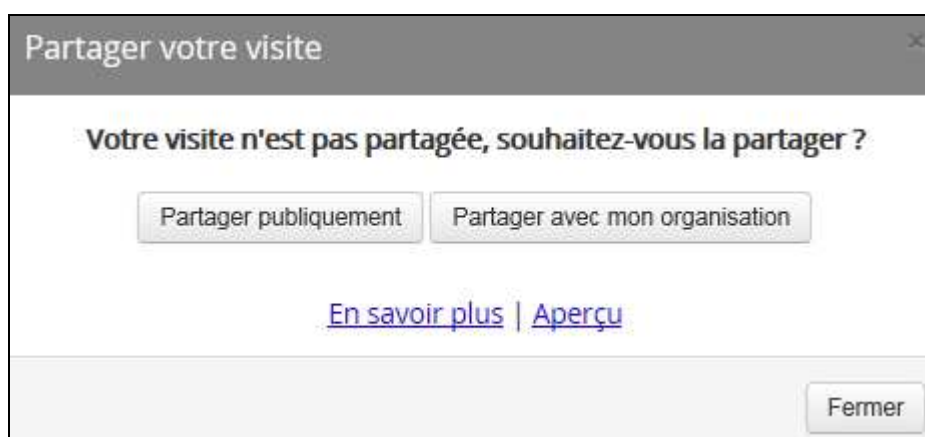 Partager votre visite
Votre visite n'est pas partagée, souhaitez-vous la partager ?
Partager publiquement Partager avec mon organisation
En savoir plus | Aperçu
Fermer